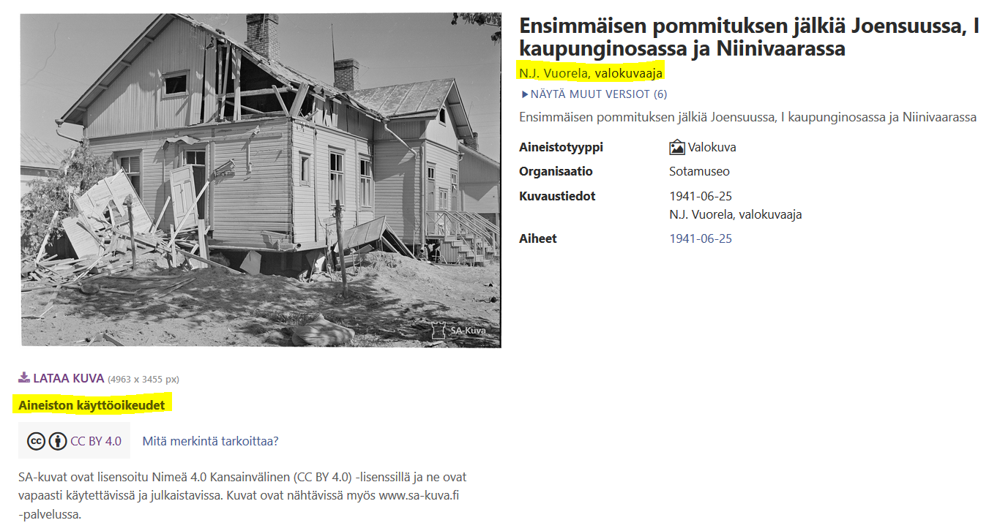 Ensimmäisen pommituksen jälkiä Joensuussa, I
kaupunginosassa ja Niinivaarassa
N.J. Vuorela, valokuvaaja
NÄYTÄ MUUT VERSIOT (6)
Ensimmäisen pommituksen jälkiä Joensuussa, I kaupunginosassa ja Niinivaarassa
Aineistotyyppi Valokuva
Organisaatio Sotamuseo
Kuvaustiedot 1941-06-25
N.J. Vuorela, valokuvaaja
Aiheet 1941-06-25
SA-Kuva
LATAA KUVA (4963 x 3455 px)
Aineiston käyttöoikeudet
cc CC BY 4.0 Mitä merkintä tarkoittaa?
SA-kuvat ovat lisensoitu Nimeä 4.0 Kansainvälinen (CC BY 4.0) -lisenssillä ja ne ovat
vapaasti käytettävissä ja julkaistavissa. Kuvat ovat nähtävissä myös www.sa-kuva.fi
-palvelussa.